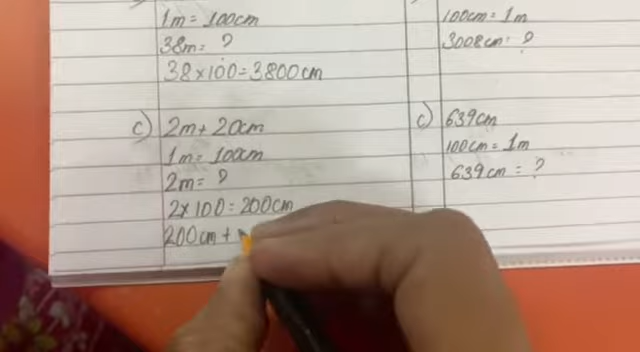 1m = 100cm
38m = ?
38×100=3800cm
c) 2m+20cm
1m=100cm
2m= ?
2×100=200cm
200cm+
100cm=1m
3008cm= ?
c) 639cm
100cm=1m
639cm = ?